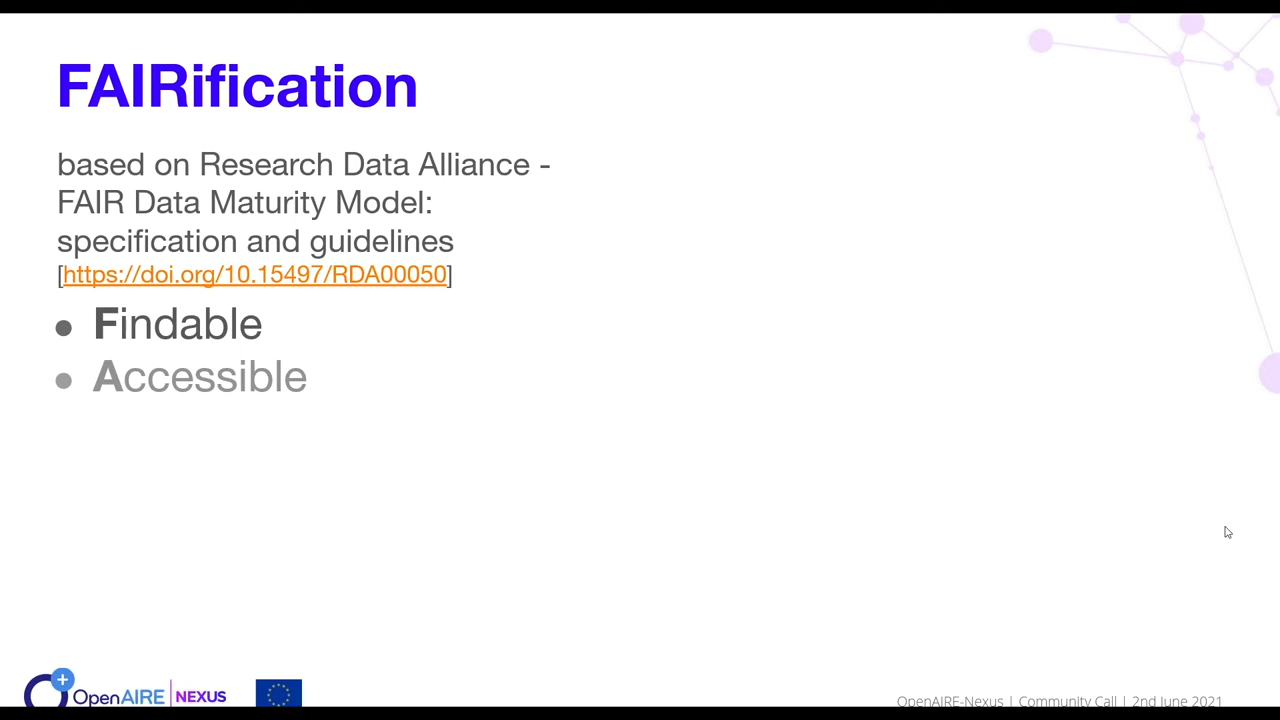 FAIRification
based on Research Data Alliance -
FAIR Data Maturity Model:
specification and guidelines
[https://doi.org/10.15497/RDA00050]
● Findable
● Accessible
OpenAIRE | NEXUS
OpenAIRE-Nexus | Community Call | 2nd June 2021